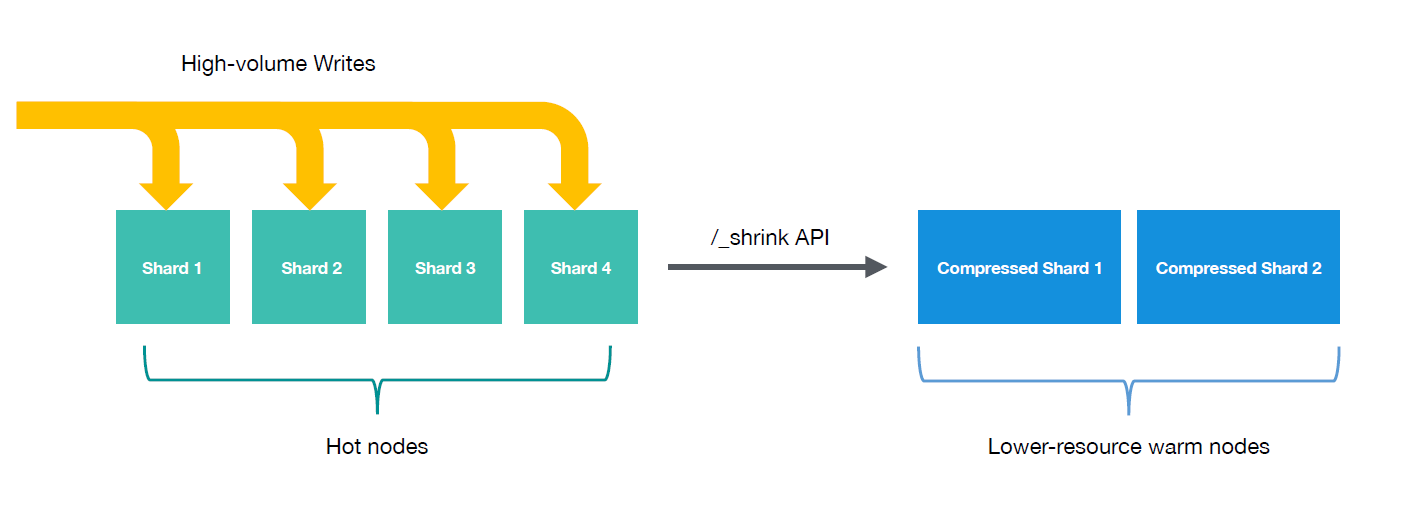 High-volume Writes
Shard 1
Shard 2
Shard 3
Shard 4
/_shrink API
Compressed Shard 1
Compressed Shard 2
Hot nodes
Lower-resource warm nodes